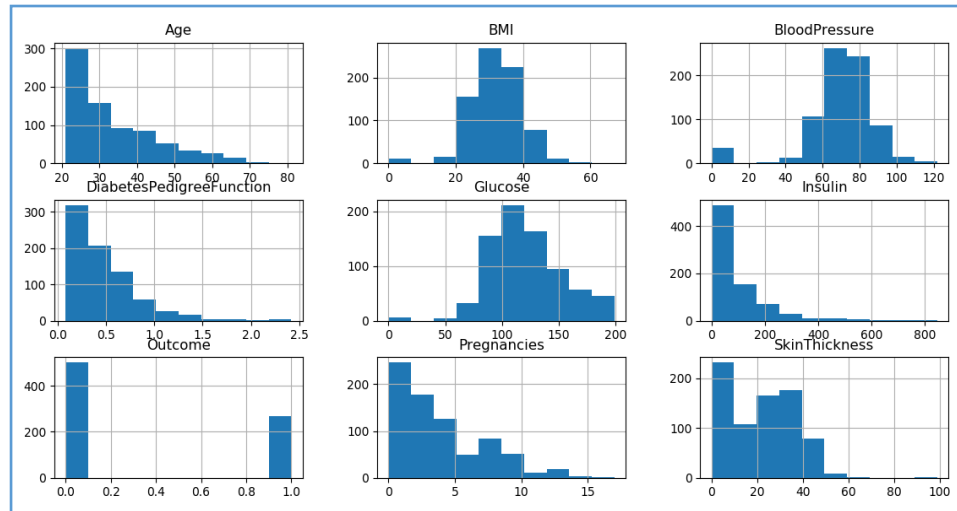 Age BMI BloodPressure
300
200
100
0
20 30 40 50 60 70 80
200
100
0
0 20 40 60
200
100
0
0 20 40 60 80 100 120
DiabetesPedigreeFunction Glucose Insulin
300
200
100
0
0.0 0.5 1.0 1.5 2.0 2.5
200
100
0
0 50 100 150 200
400
200
0
0 200 400 600 800
Outcome Pregnancies SkinThickness
400
200
0
0.0 0.2 0.4 0.6 0.8 1.0
200
100
0
0 5 10 15
200
100
0
0 20 40 60 80 100